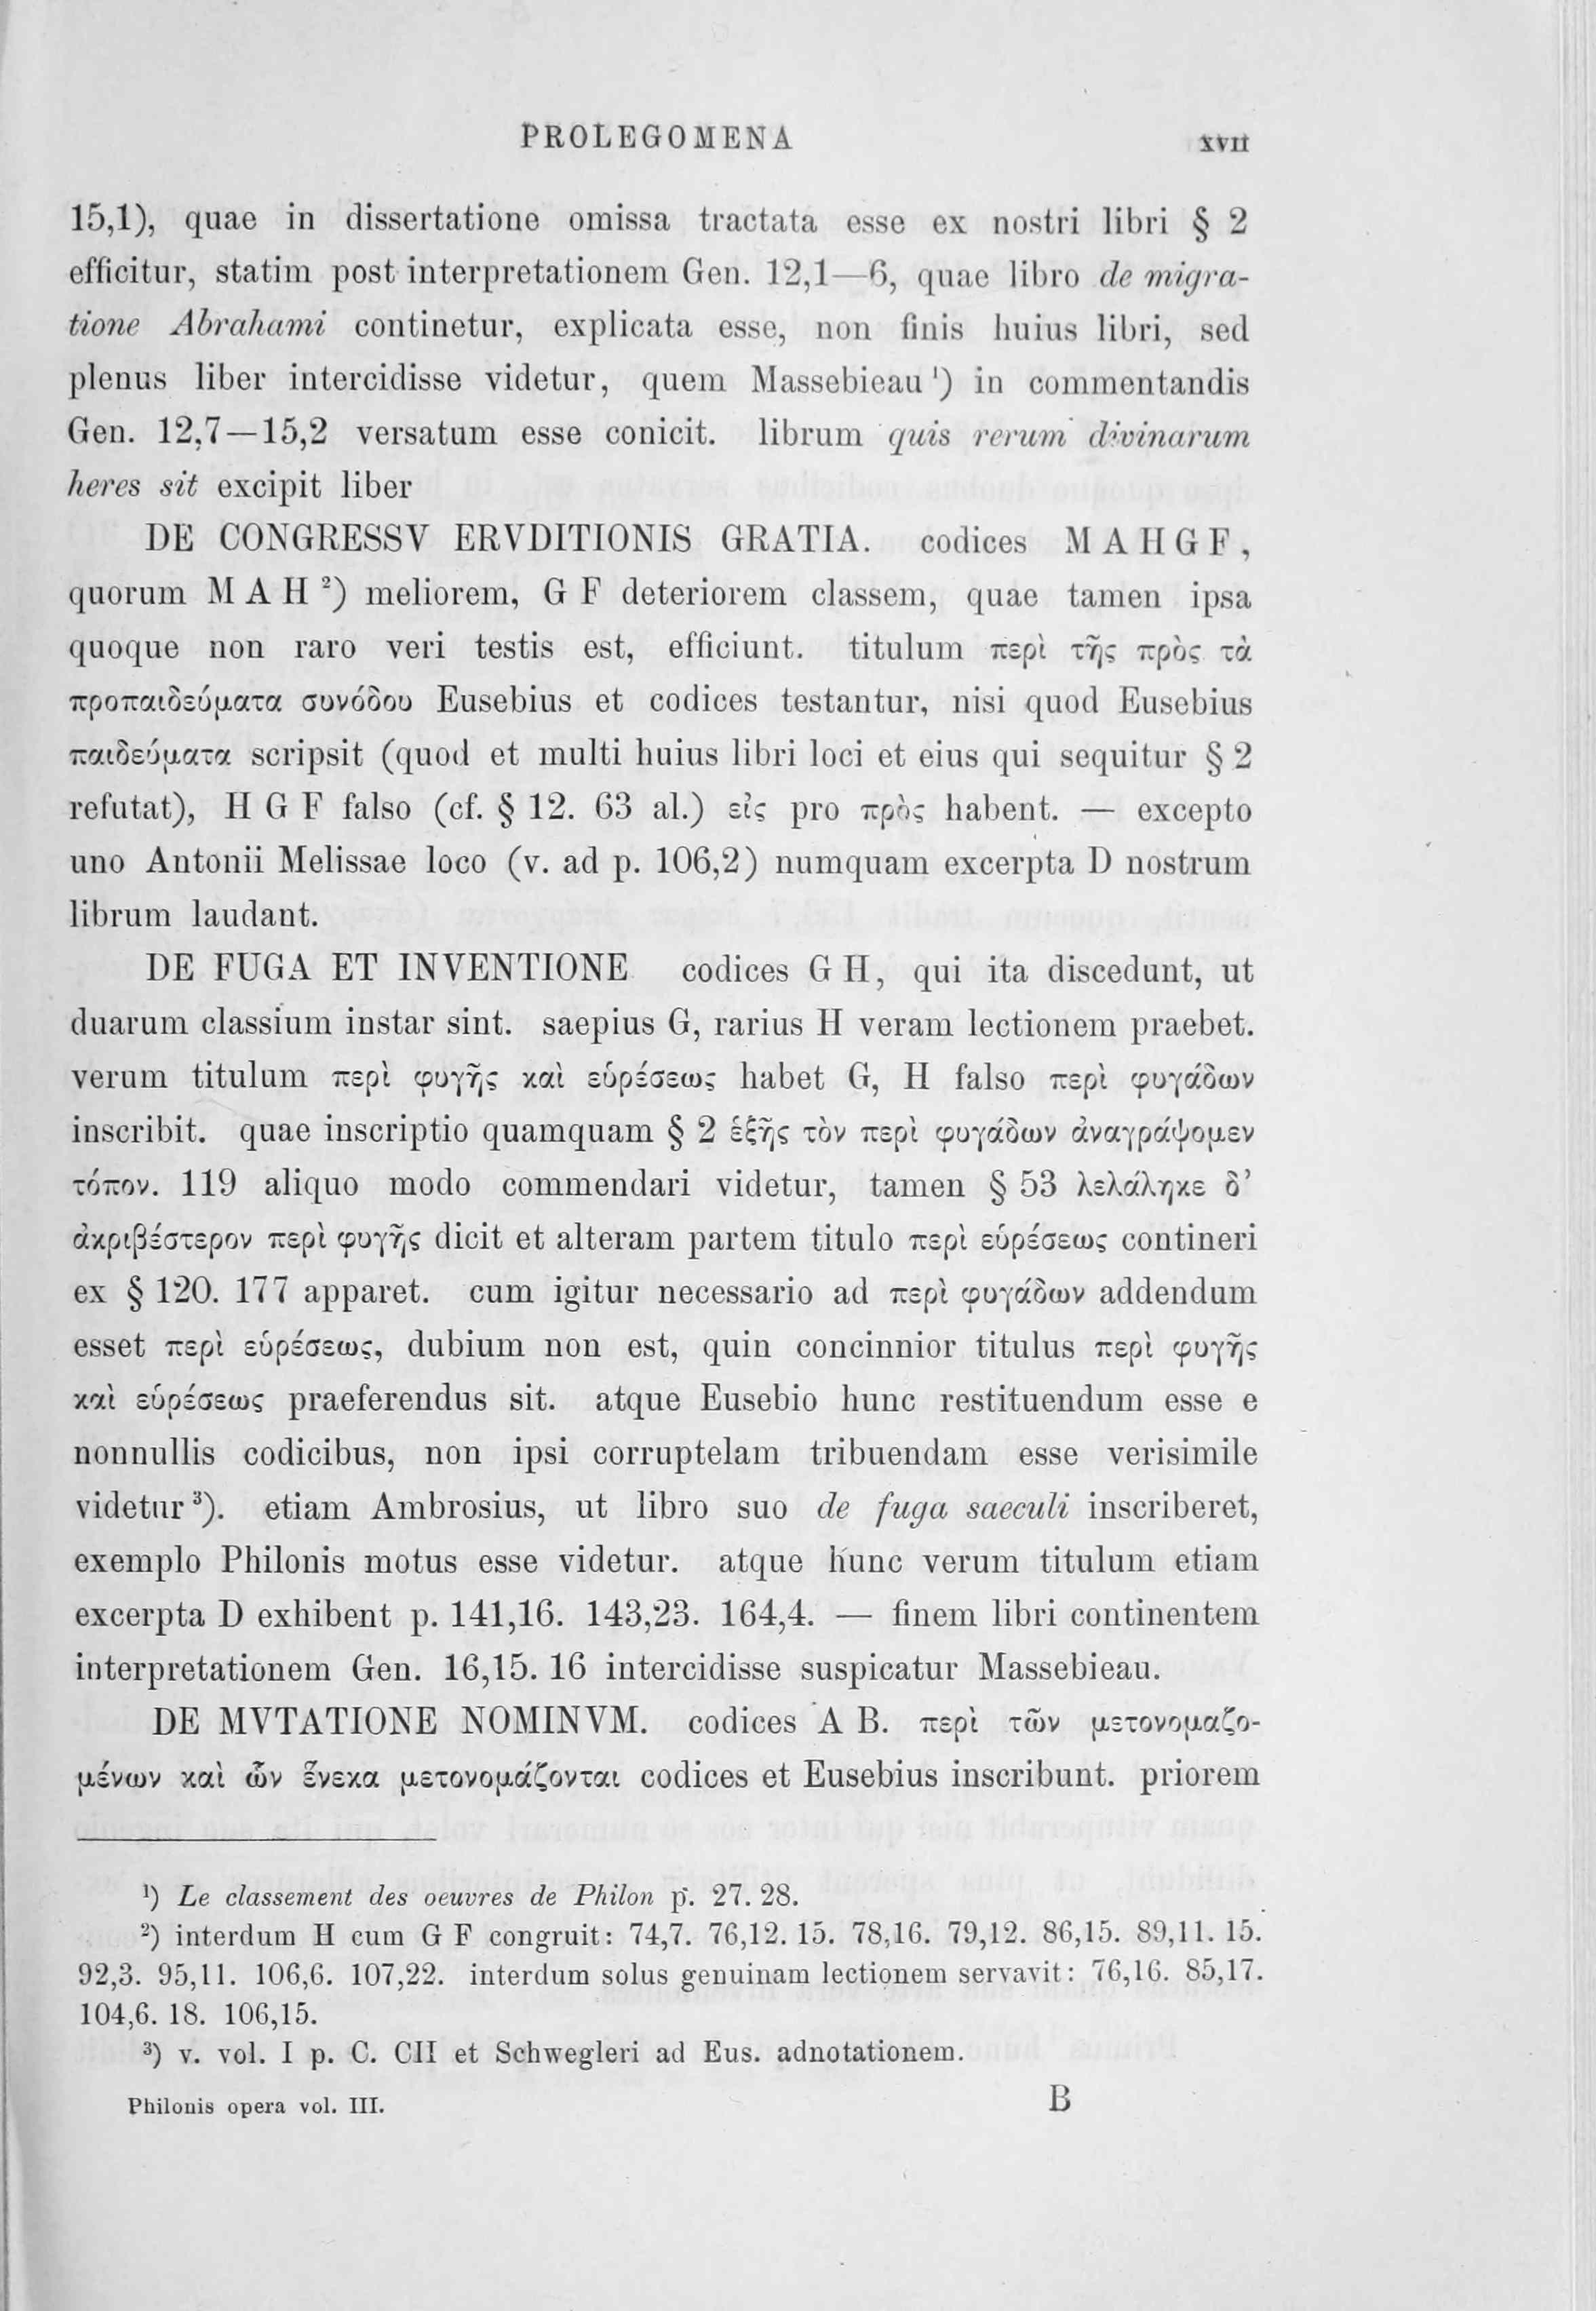 PROLEGOMENA XVII
15,1), quae in dissertatione omissa tractata esse ex nostri libri § 2
efficitur, statim post interpretationem Gen. 12,1—6, quae libro de migra-
tione Abrahami continetur, explicata esse, non finis huius libri, sed
plenus liber intercidisse videtur, quem Massebieau ¹) in commentandis
Gen. 12,7—15,2 versatum esse conicit. librum quis rerum divinarum
heres sit excipit liber
DE CONGRESSV ERVDITIONIS GRATIA. codices M A H G F,
quorum M A H ²) meliorem, G F deteriorem classem, quae tamen ipsa
quoque non raro veri testis est, efficiunt. titulum περὶ τῆς πρὸς τὰ
προπαιδεύματα συνόδου Eusebius et codices testantur, nisi quod Eusebius
παιδεύματα scripsit (quod et multi huius libri loci et eius qui sequitur § 2
refutat), H G F falso (cf. § 12. 63 al.) εἰς pro πρὸς habent. — excepto
uno Antonii Melissae loco (v. ad p. 106,2) numquam excerpta D nostrum
librum laudant.
DE FUGA ET INVENTIONE codices G H, qui ita discedunt, ut
duarum classium instar sint. saepius G, rarius H veram lectionem praebet.
verum titulum περὶ φυγῆς καὶ εὑρέσεως habet G, H falso περὶ φυγάδων
inscribit. quae inscriptio quamquam § 2 ἑξῆς τὸν περὶ φυγάδων ἀναγράψομεν
τόπον. 119 aliquo modo commendari videtur, tamen § 53 λελάληκε δ’
ἀκριβέστερον περὶ φυγῆς dicit et alteram partem titulo περὶ εὑρέσεως contineri
ex § 120. 177 apparet. cum igitur necessario ad περὶ φυγάδων addendum
esset περὶ εὑρέσεως, dubium non est, quin concinnior titulus περὶ φυγῆς
καὶ εὑρέσεως praeferendus sit. atque Eusebio hunc restituendum esse e
nonnullis codicibus, non ipsi corruptelam tribuendam esse verisimile
videtur ³). etiam Ambrosius, ut libro suo de fuga saeculi inscriberet,
exemplo Philonis motus esse videtur. atque hunc verum titulum etiam
excerpta D exhibent p. 141,16. 143,23. 164,4. — finem libri continentem
interpretationem Gen. 16,15. 16 intercidisse suspicatur Massebieau.
DE MVTATIONE NOMINVM. codices A B. περὶ τῶν μετονομαζο-
μένων καὶ ὧν ἕνεκα μετονομάζονται codices et Eusebius inscribunt. priorem
¹) Le classement des oeuvres de Philon p. 27. 28.
²) interdum H cum G F congruit: 74,7. 76,12. 15. 78,16. 79,12. 86,15. 89,11. 15.
92,3. 95,11. 106,6. 107,22. interdum solus genuinam lectionem servavit: 76,16. 85,17.
104,6. 18. 106,15.
³) v. vol. I p. C. CII et Schwegleri ad Eus. adnotationem.
Philonis opera vol. III. B